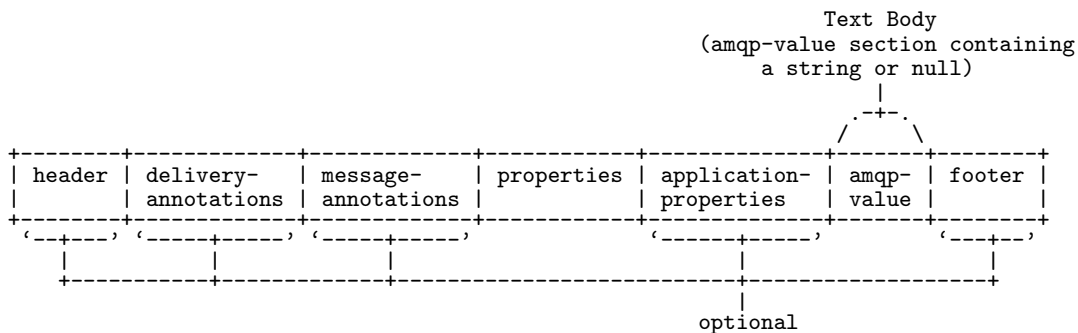 Text Body
(amqp-value section containing
a string or null)
header | delivery-annotations | message-annotations | properties | application-properties | amqp-value | footer
optional